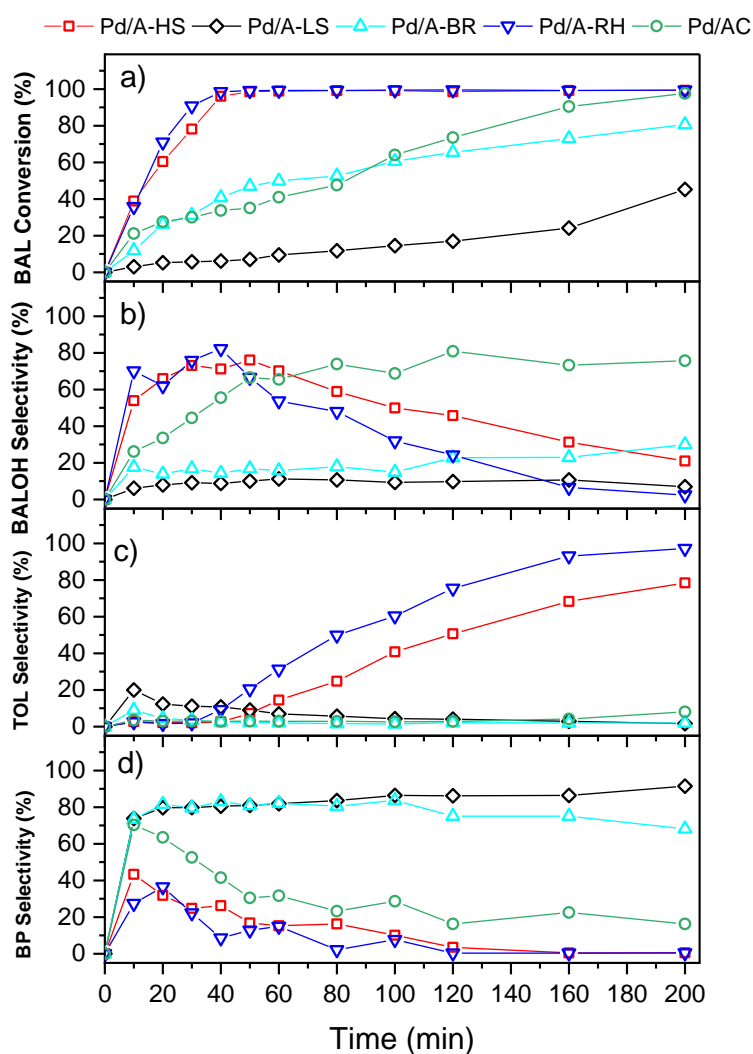 Pd/A-HS Pd/A-LS Pd/A-BR Pd/A-RH Pd/AC
a)
BAL Conversion (%)
100
80
60
40
20
0
b)
BALOH Selectivity (%)
100
80
60
40
20
0
c)
TOL Selectivity (%)
100
80
60
40
20
0
d)
BP Selectivity (%)
100
80
60
40
20
0
0 20 40 60 80 100 120 140 160 180 200
Time (min)